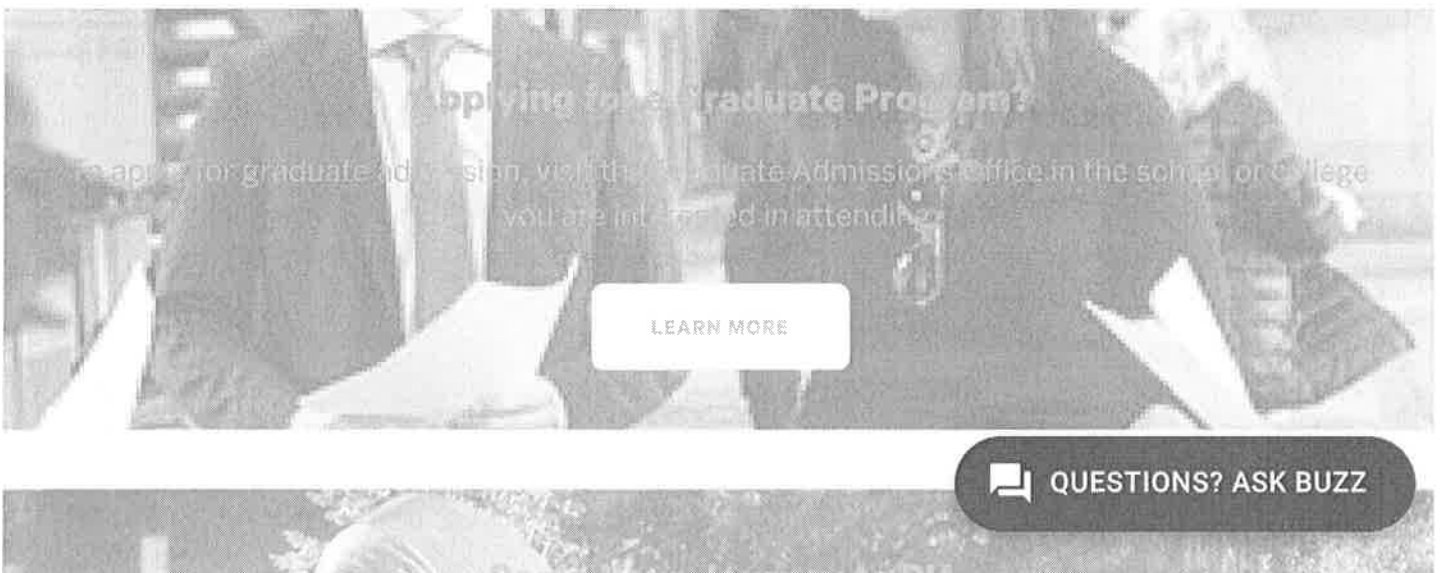 Applying for a Graduate Program?
To apply for graduate admission, visit the Graduate Admissions Office in the school or College
you are interested in attending.
LEARN MORE
QUESTIONS? ASK BUZZ